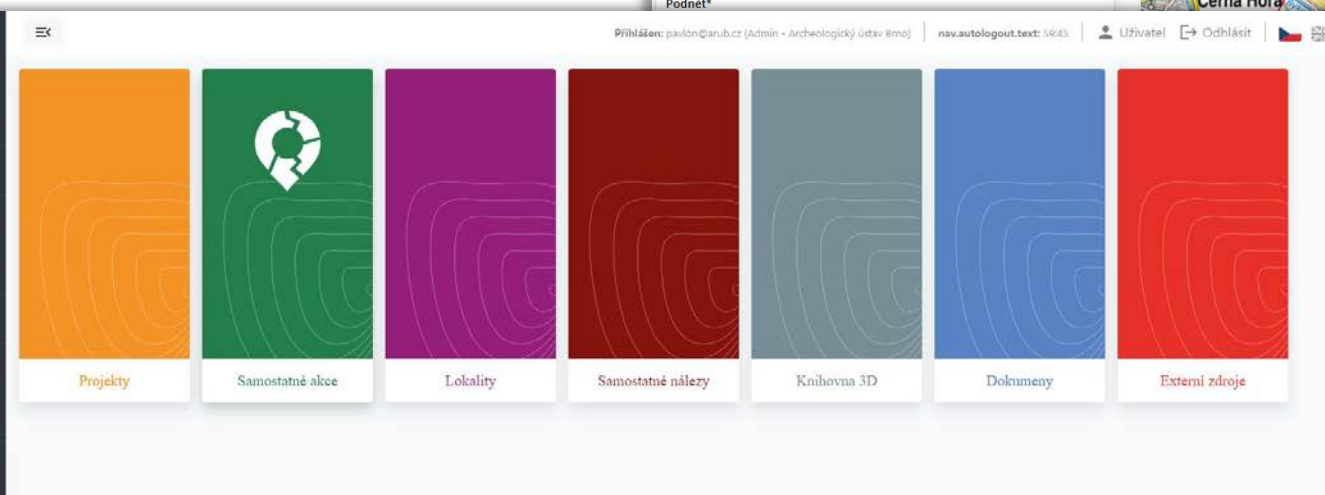 Podnět*
Černá Hora
Přihlášen: pavlon@arub.cz (Admin - Archeologický ústav Brno) nav.autologout.text: 59:45 Uživatel Odhlásit
Projekty Samostatné akce Lokality Samostatné nálezy Knihovna 3D Dokumeny Externí zdroje